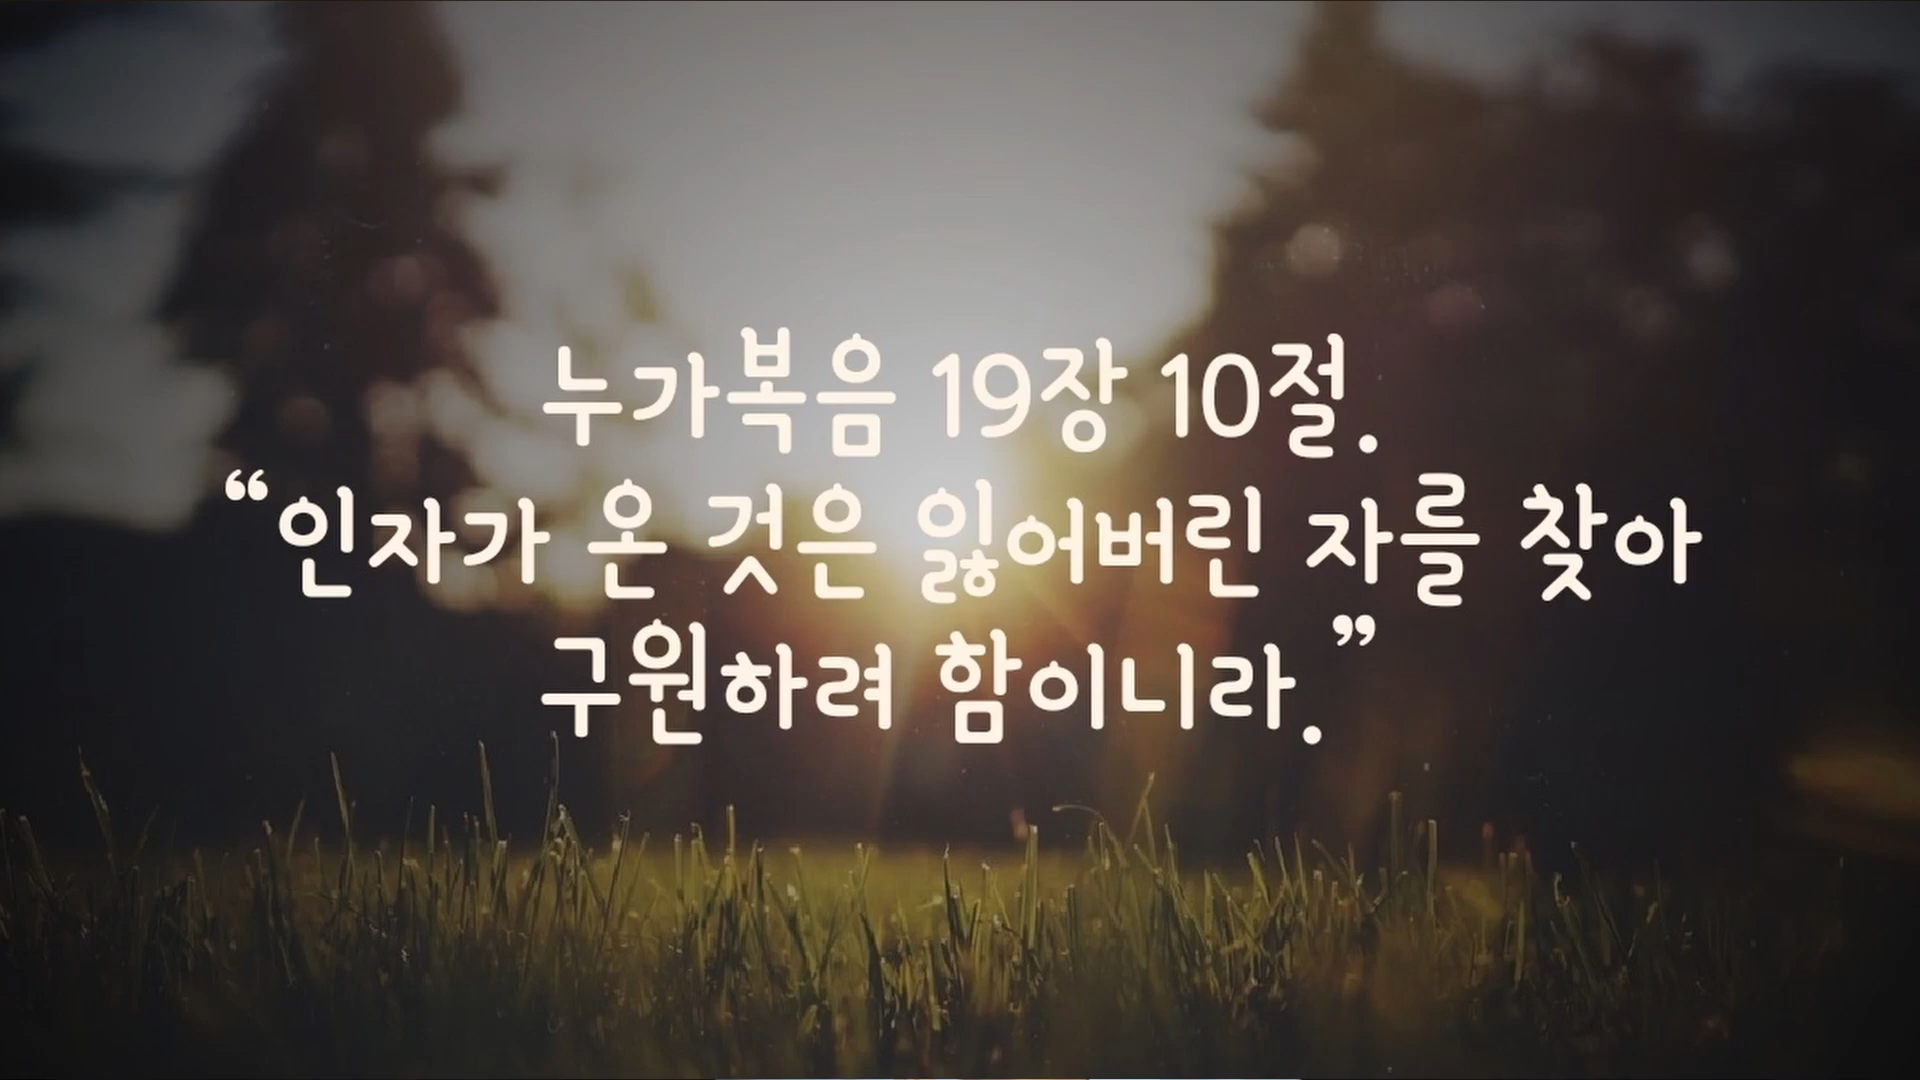 누가복음 19장 10절.
“인자가 온 것은 잃어버린 자를 찾아
구원하려 함이니라.”